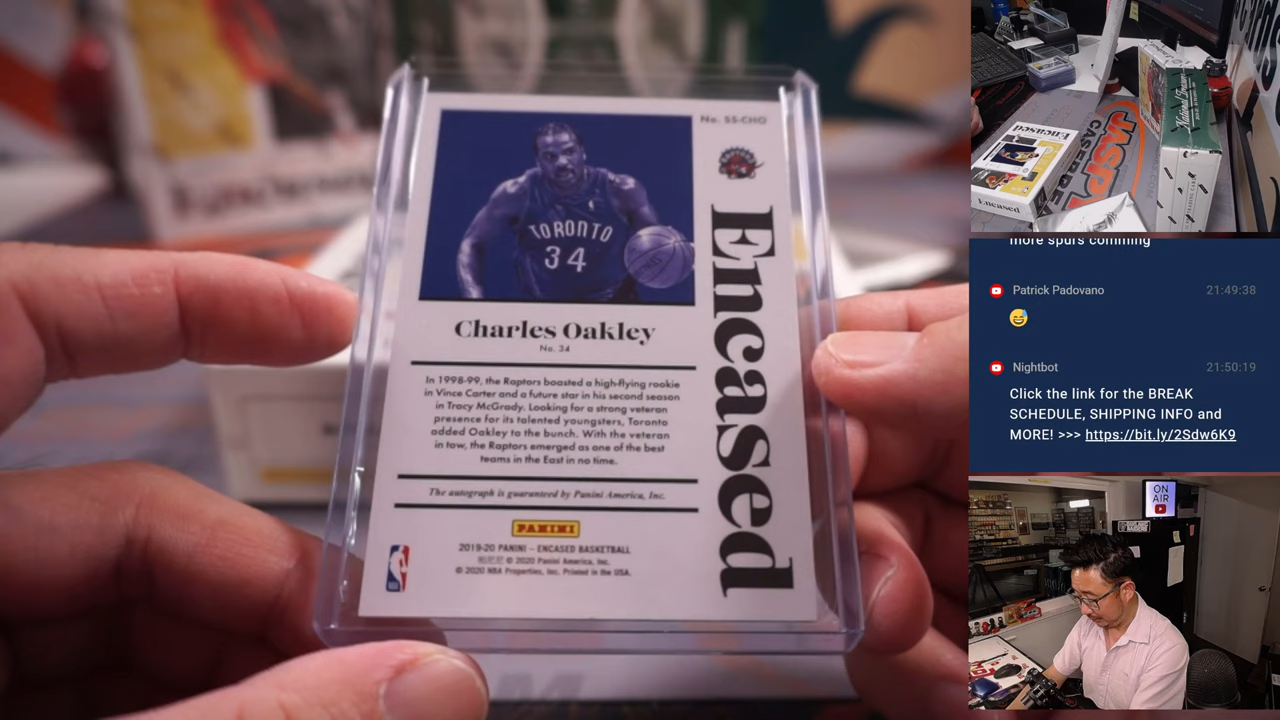 No. SS-CHO
TORONTO
34
Encased
Charles Oakley
No. 34
In 1998-99, the Raptors boasted a high-flying rookie
in Vince Carter and a future star in his second season
in Tracy McGrady. Looking for a strong veteran
presence for its talented youngsters, Toronto
added Oakley to the bunch. With the veteran
in tow, the Raptors emerged as one of the best
teams in the East in no time.
The autograph is guaranteed by Panini America, Inc.
PANINI
2019-20 PANINI – ENCASED BASKETBALL
© 2020 Panini America, Inc.
© 2020 NBA Properties, Inc. Printed in the USA.
Encased
Encased
National Treasures
JASPY
CASEBRE
more spurs comming
Patrick Padovano
21:49:38
😅
Nightbot
21:50:19
Click the link for the BREAK
SCHEDULE, SHIPPING INFO and
MORE! >>> https://bit.ly/2Sdw6K9
ON
AIR